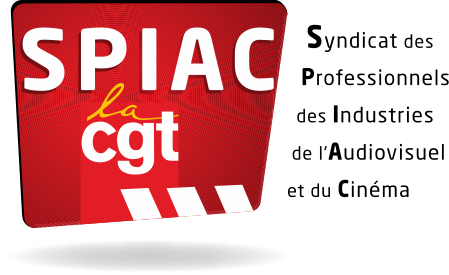 SPIAC
la
cgt
Syndicat des
Professionnels
des Industries
de l'Audiovisuel
et du Cinéma